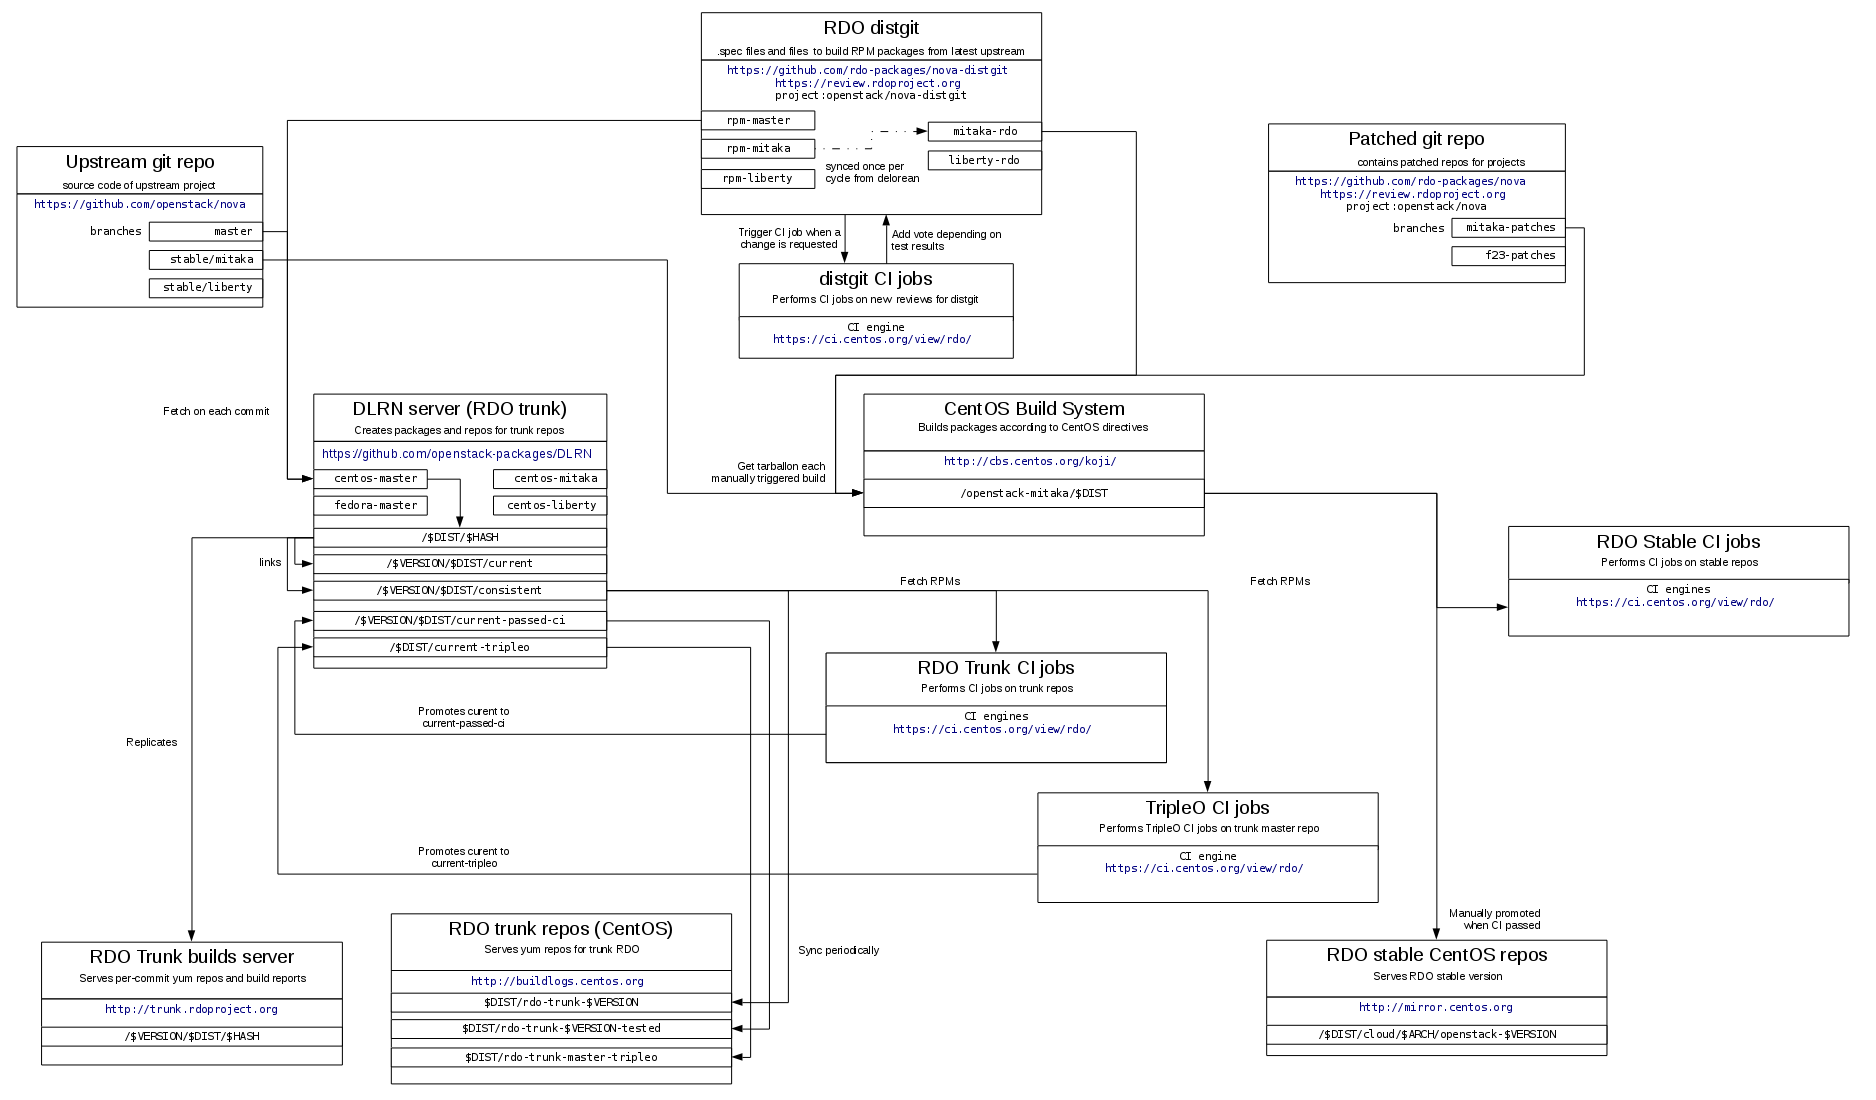 RDO distgit
.spec files and files to build RPM packages from latest upstream
https://github.com/rdo-packages/nova-distgit
https://review.rdoproject.org
project:openstack/nova-distgit
rpm-master
rpm-mitaka
rpm-liberty
mitaka-rdo
liberty-rdo
synced once per
cycle from delorean
Upstream git repo
source code of upstream project
https://github.com/openstack/nova
branches
master
stable/mitaka
stable/liberty
Patched git repo
contains patched repos for projects
https://github.com/rdo-packages/nova
https://review.rdoproject.org
project:openstack/nova
branches
mitaka-patches
f23-patches
Trigger CI job when a
change is requested
Add vote depending on
test results
distgit CI jobs
Performs CI jobs on new reviews for distgit
CI engine
https://ci.centos.org/view/rdo/
Fetch on each commit
DLRN server (RDO trunk)
Creates packages and repos for trunk repos
https://github.com/openstack-packages/DLRN
centos-master
centos-mitaka
fedora-master
centos-liberty
/$DIST/$HASH
/$VERSION/$DIST/current
/$VERSION/$DIST/consistent
/$VERSION/$DIST/current-passed-ci
/$DIST/current-tripleo
links
Get tarballon each
manually triggered build
CentOS Build System
Builds packages according to CentOS directives
http://cbs.centos.org/koji/
/openstack-mitaka/$DIST
Fetch RPMs
Fetch RPMs
RDO Stable CI jobs
Performs CI jobs on stable repos
CI engines
https://ci.centos.org/view/rdo/
RDO Trunk CI jobs
Performs CI jobs on trunk repos
CI engines
https://ci.centos.org/view/rdo/
Promotes curent to
current-passed-ci
Replicates
TripleO CI jobs
Performs TripleO CI jobs on trunk master repo
CI engine
https://ci.centos.org/view/rdo/
Promotes curent to
current-tripleo
RDO Trunk builds server
Serves per-commit yum repos and build reports
http://trunk.rdoproject.org
/$VERSION/$DIST/$HASH
RDO trunk repos (CentOS)
Serves yum repos for trunk RDO
http://buildlogs.centos.org
$DIST/rdo-trunk-$VERSION
$DIST/rdo-trunk-$VERSION-tested
$DIST/rdo-trunk-master-tripleo
Sync periodically
Manually promoted
when CI passed
RDO stable CentOS repos
Serves RDO stable version
http://mirror.centos.org
/$DIST/cloud/$ARCH/openstack-$VERSION